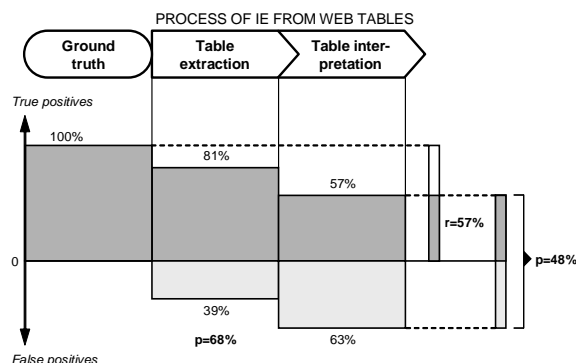 PROCESS OF IE FROM WEB TABLES
Ground
truth
Table
extraction
Table inter-
pretation
True positives
100%
81%
57%
r=57%
0
p=48%
39%
p=68%
63%
False positives